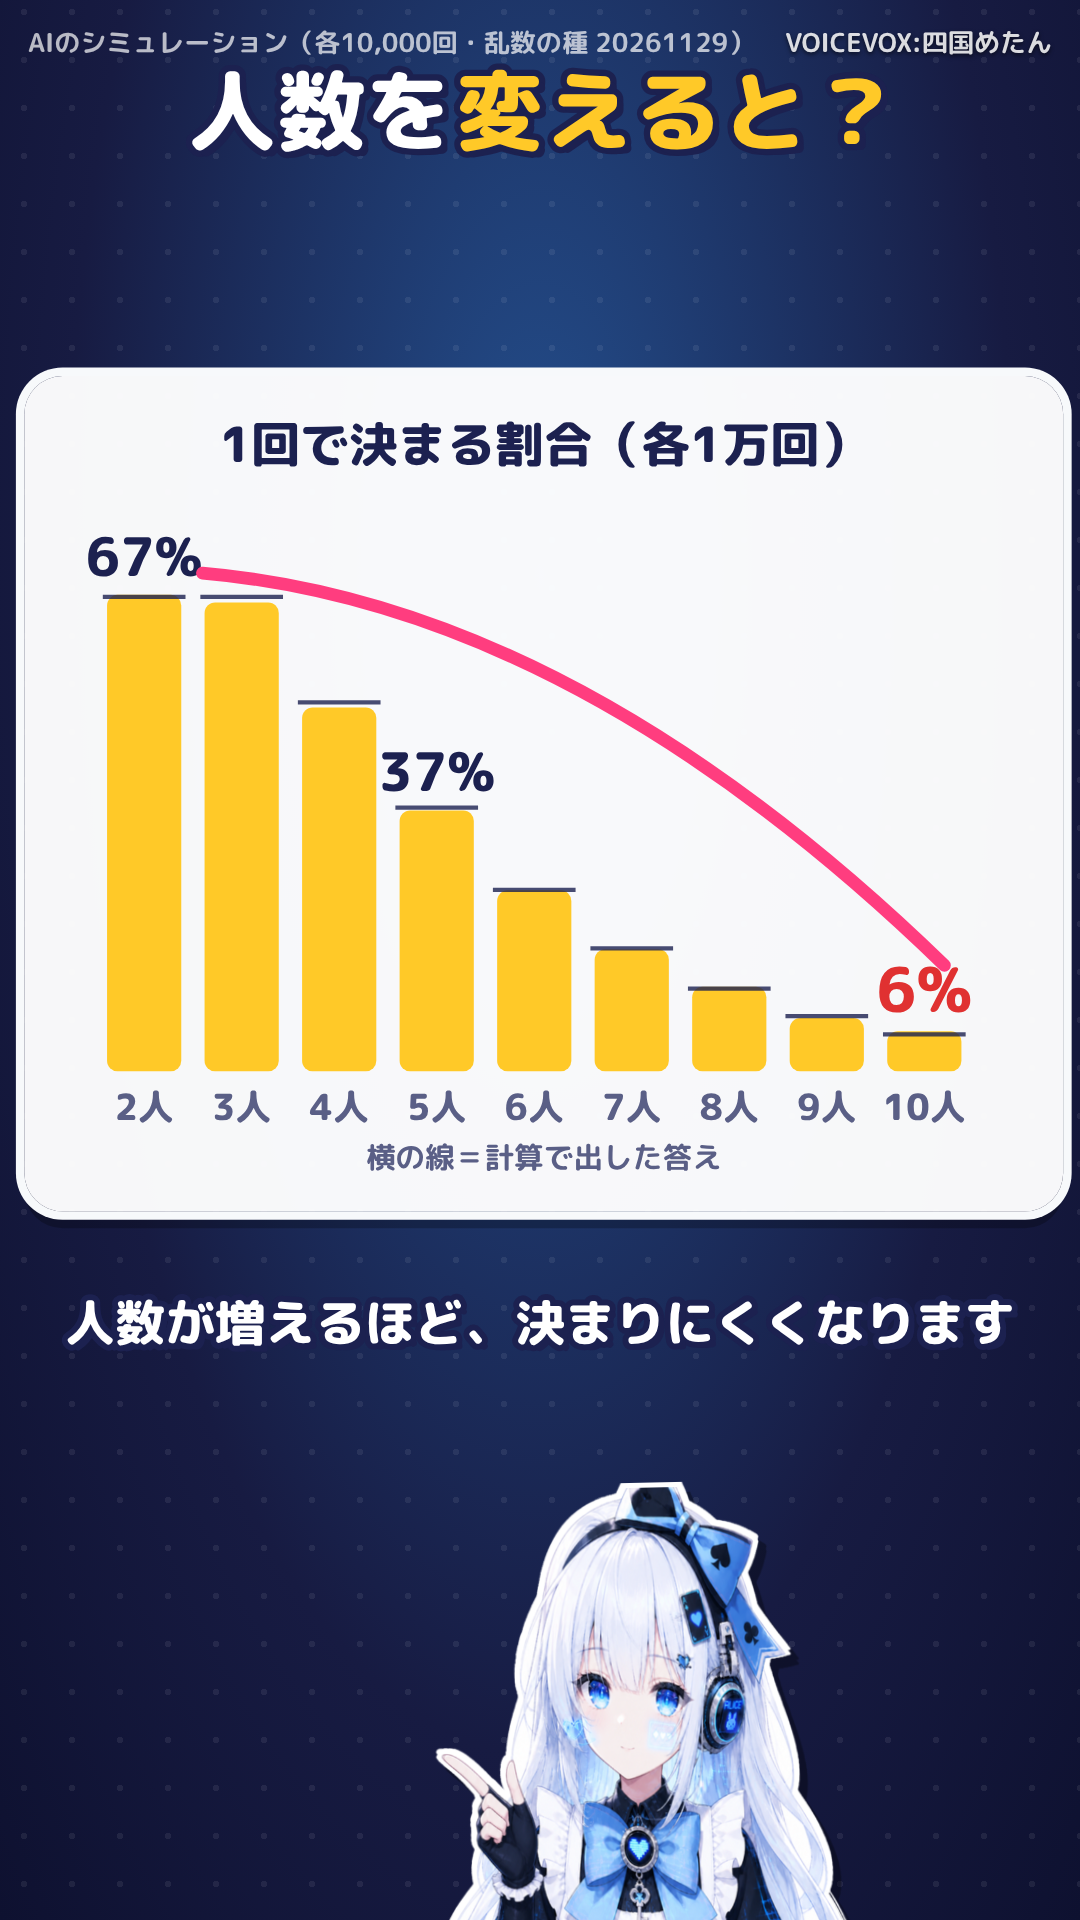 AIのシミュレーション（各10,000回・乱数の種 20261129） VOICEVOX:四国めたん
人数を変えると？
1回で決まる割合（各1万回）
67%
37%
6%
2人 3人 4人 5人 6人 7人 8人 9人 10人
横の線＝計算で出した答え
人数が増えるほど、決まりにくくなります
ALICE